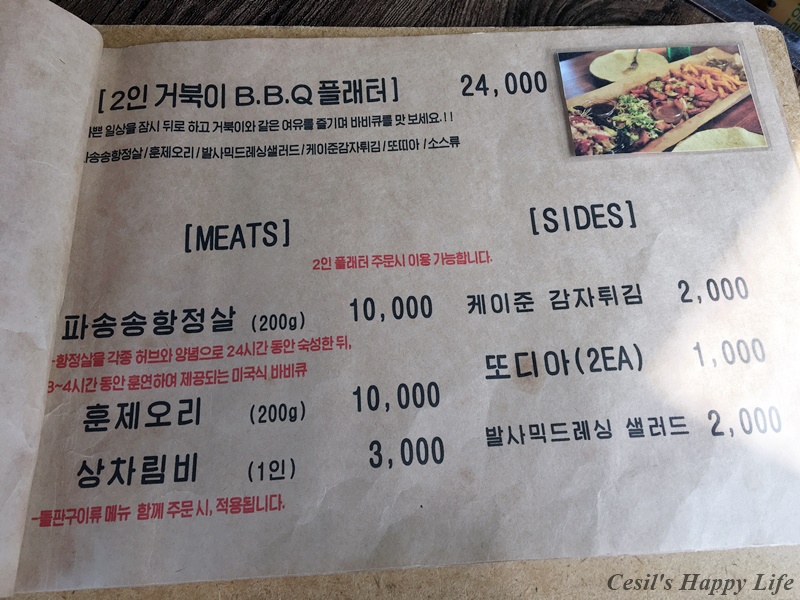 [2인 거북이 B.B.Q 플래터] 24,000
쁜 일상을 잠시 뒤로 하고 거북이와 같은 여유를 즐기며 바비큐를 맛 보세요.!!
송송항정살/훈제오리/발사믹드레싱샐러드/케이준감자튀김/또띠아/소스류
[MEATS]
[SIDES]
2인 플래터 주문시 이용 가능합니다.
파송송항정살 (200g) 10,000
-항정살을 각종 허브와 양념으로 24시간 동안 숙성한 뒤,
3~4시간 동안 훈연하여 제공되는 미국식 바비큐
훈제오리 (200g) 10,000
상차림비 (1인) 3,000
-돌판구이류 메뉴 함께 주문시, 적용됩니다.
케이준 감자튀김 2,000
또디아(2EA) 1,000
발사믹드레싱 샐러드 2,000
Cesil's Happy Life